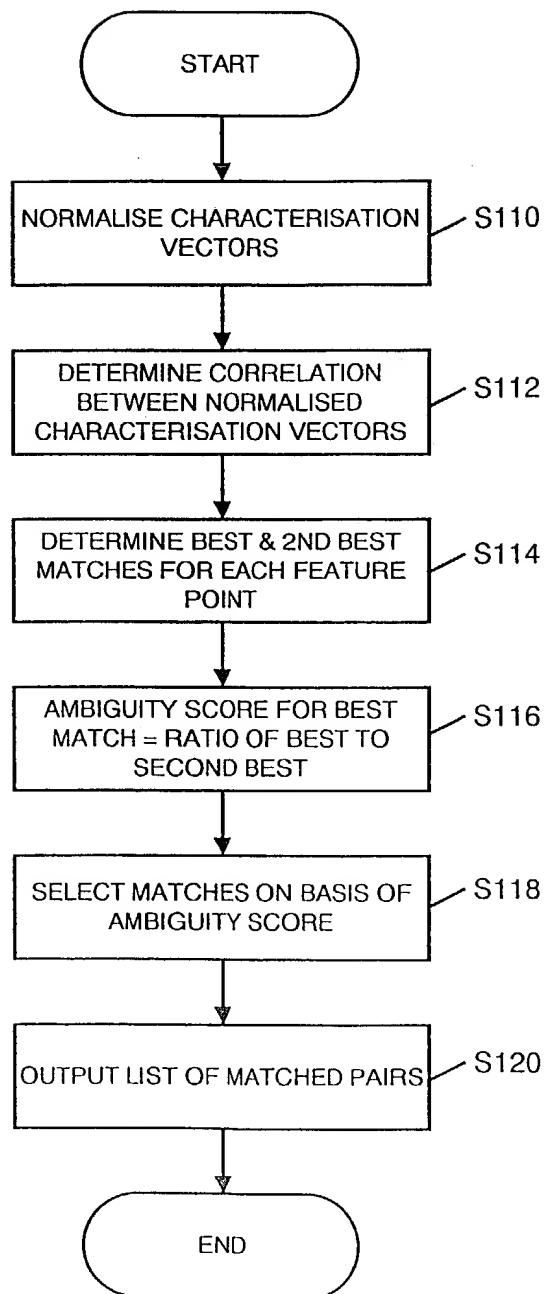 START
NORMALISE CHARACTERISATION
VECTORS
S110
DETERMINE CORRELATION
BETWEEN NORMALISED
CHARACTERISATION VECTORS
S112
DETERMINE BEST & 2ND BEST
MATCHES FOR EACH FEATURE
POINT
S114
AMBIGUITY SCORE FOR BEST
MATCH = RATIO OF BEST TO
SECOND BEST
S116
SELECT MATCHES ON BASIS OF
AMBIGUITY SCORE
S118
OUTPUT LIST OF MATCHED PAIRS
S120
END